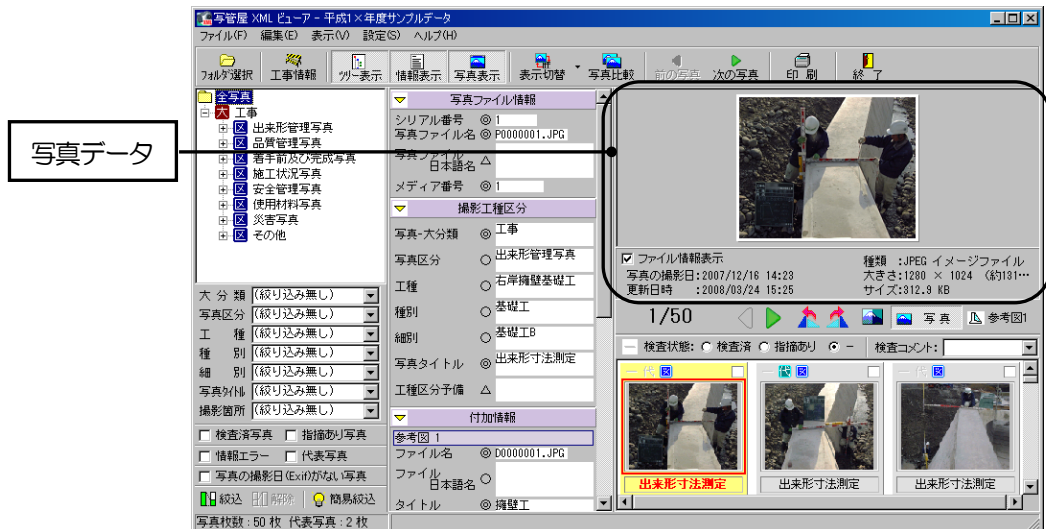 写管屋 XML ビューア - 平成1×年度サンプルデータ
ファイル(F) 編集(E) 表示(V) 設定(S) ヘルプ(H)
フォルダ選択 工事情報 ツリー表示 情報表示 写真表示 表示切替 写真比較 前の写真 次の写真 印 刷 終 了
写真データ
全写真
大 工事
区 出来形管理写真
区 品質管理写真
区 着手前及び完成写真
区 施工状況写真
区 安全管理写真
区 使用材料写真
区 災害写真
区 その他
大 分 類 (絞り込み無し)
写真区分 (絞り込み無し)
工 種 (絞り込み無し)
種 別 (絞り込み無し)
細 別 (絞り込み無し)
写真タイトル (絞り込み無し)
撮影箇所 (絞り込み無し)
検査済写真 指摘あり写真
情報エラー 代表写真
写真の撮影日(Exif)がない写真
絞込 解除 簡易絞込
写真枚数 : 50 枚 代表写真 : 2 枚
写真ファイル情報
シリアル番号 ◎ 1
写真ファイル名 ◎ P0000001.JPG
写真ファイル
日本語名 △
メディア番号 ◎ 1
撮影工種区分
写真-大分類 ◎ 工事
写真区分 ○ 出来形管理写真
工種 ○ 右岸擁壁基礎工
種別 ○ 基礎工
細別 ○ 基礎工B
写真タイトル ◎ 出来形寸法測定
工種区分予備 △
付加情報
参考図 1
ファイル名 ◎ D0000001.JPG
ファイル
日本語名 ○
タイトル ◎ 擁壁工
ファイル情報表示
写真の撮影日:2007/12/16 14:23
更新日時 :2008/03/24 15:25
種類 :JPEG イメージファイル
大きさ:1280 × 1024 (約131…
サイズ:312.9 KB
1/50 写 真 参考図1
検査状態: 検査済 指摘あり － 検査コメント:
－ 代 区 － 代 区 － 代 区
出来形寸法測定 出来形寸法測定 出来形寸法測定